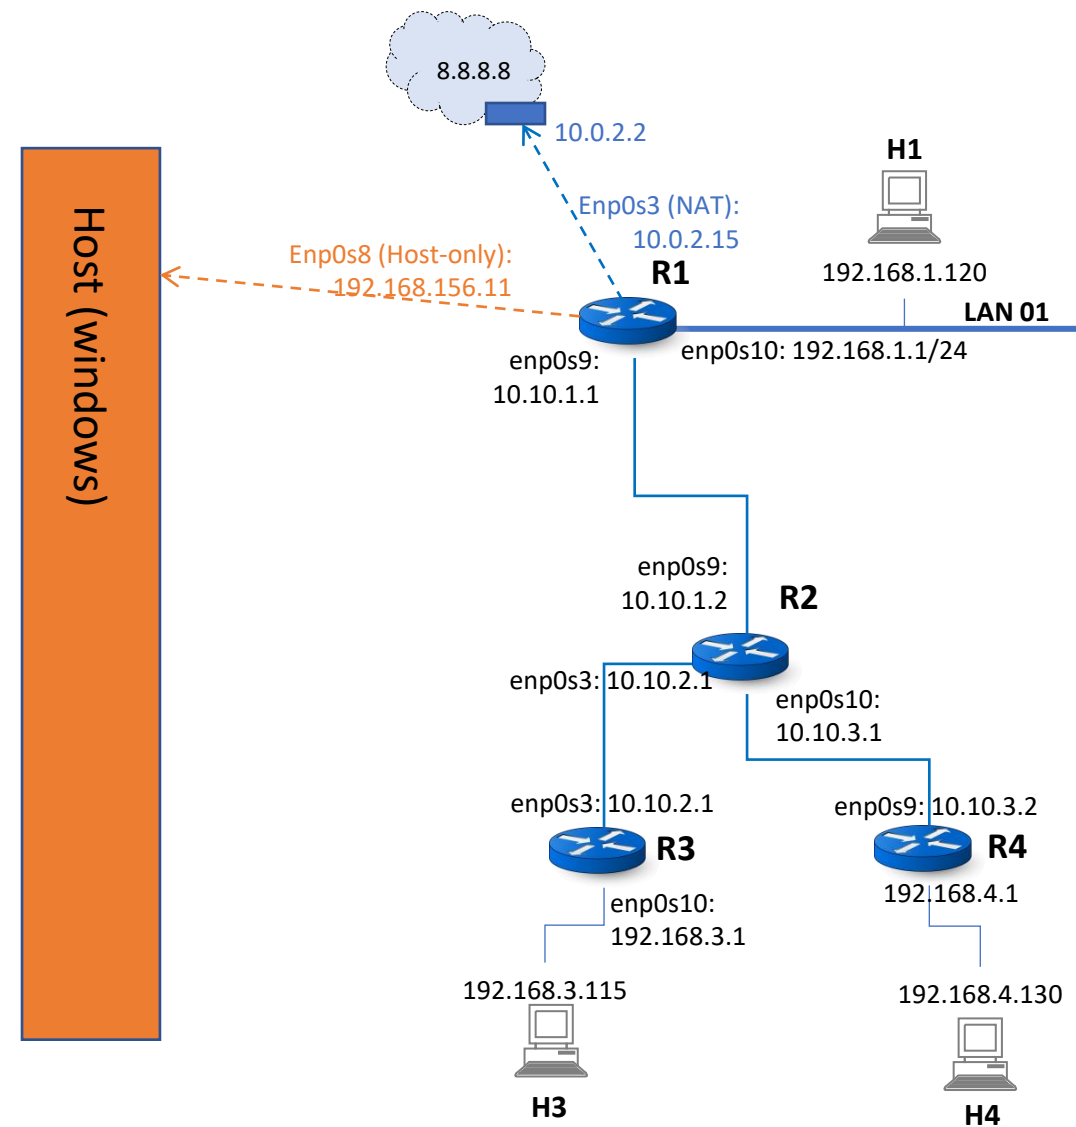 8.8.8.8
10.0.2.2
H1
Host (windows)
Enp0s3 (NAT):
10.0.2.15
Enp0s8 (Host-only):
192.168.156.11
R1
192.168.1.120
LAN 01
enp0s9:
10.10.1.1
enp0s10: 192.168.1.1/24
enp0s9:
10.10.1.2
R2
enp0s3: 10.10.2.1
enp0s10:
10.10.3.1
enp0s3: 10.10.2.1
enp0s9: 10.10.3.2
R3
R4
enp0s10:
192.168.3.1
192.168.4.1
192.168.3.115
192.168.4.130
H3
H4